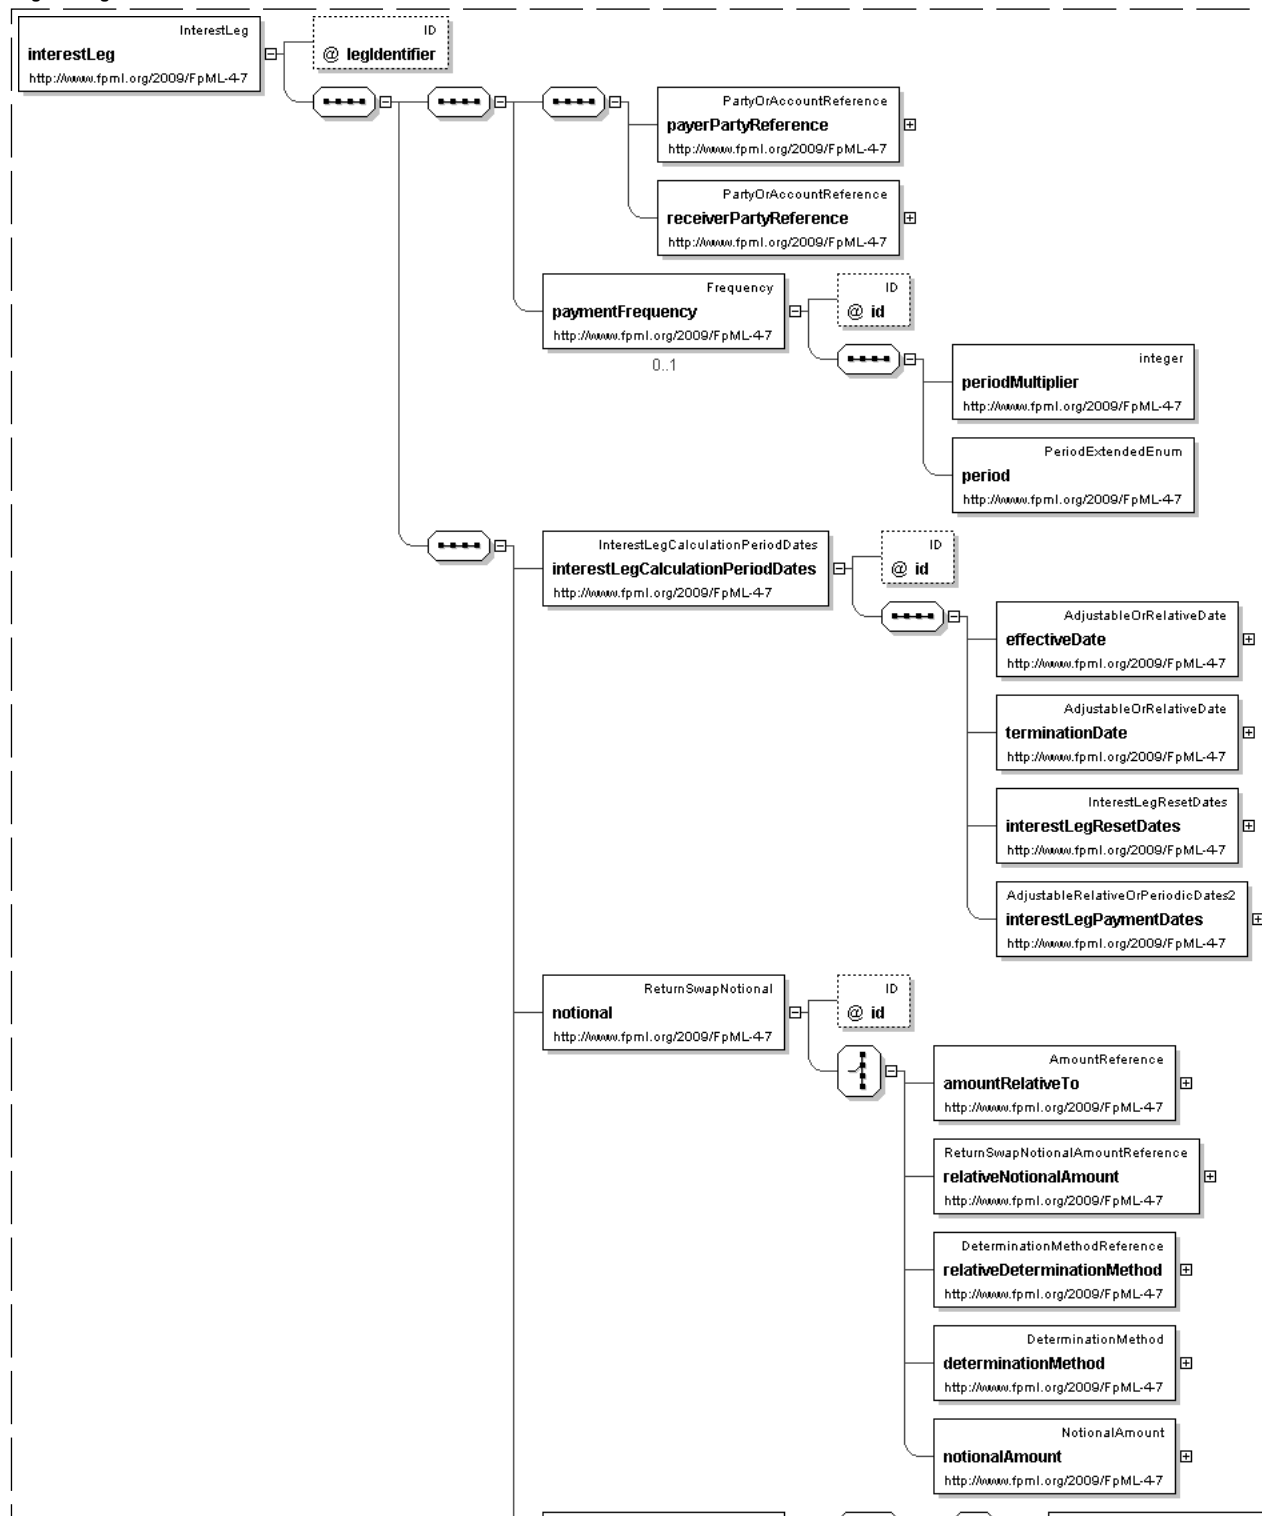 InterestLeg
interestLeg
http://www.fpml.org/2009/FpML-4-7
ID
@ legIdentifier
PartyOrAccountReference
payerPartyReference
http://www.fpml.org/2009/FpML-4-7
PartyOrAccountReference
receiverPartyReference
http://www.fpml.org/2009/FpML-4-7
Frequency
paymentFrequency
http://www.fpml.org/2009/FpML-4-7
0..1
ID
@ id
integer
periodMultiplier
http://www.fpml.org/2009/FpML-4-7
PeriodExtendedEnum
period
http://www.fpml.org/2009/FpML-4-7
InterestLegCalculationPeriodDates
interestLegCalculationPeriodDates
http://www.fpml.org/2009/FpML-4-7
ID
@ id
AdjustableOrRelativeDate
effectiveDate
http://www.fpml.org/2009/FpML-4-7
AdjustableOrRelativeDate
terminationDate
http://www.fpml.org/2009/FpML-4-7
InterestLegResetDates
interestLegResetDates
http://www.fpml.org/2009/FpML-4-7
AdjustableRelativeOrPeriodicDates2
interestLegPaymentDates
http://www.fpml.org/2009/FpML-4-7
ReturnSwapNotional
notional
http://www.fpml.org/2009/FpML-4-7
ID
@ id
AmountReference
amountRelativeTo
http://www.fpml.org/2009/FpML-4-7
ReturnSwapNotionalAmountReference
relativeNotionalAmount
http://www.fpml.org/2009/FpML-4-7
DeterminationMethodReference
relativeDeterminationMethod
http://www.fpml.org/2009/FpML-4-7
DeterminationMethod
determinationMethod
http://www.fpml.org/2009/FpML-4-7
NotionalAmount
notionalAmount
http://www.fpml.org/2009/FpML-4-7